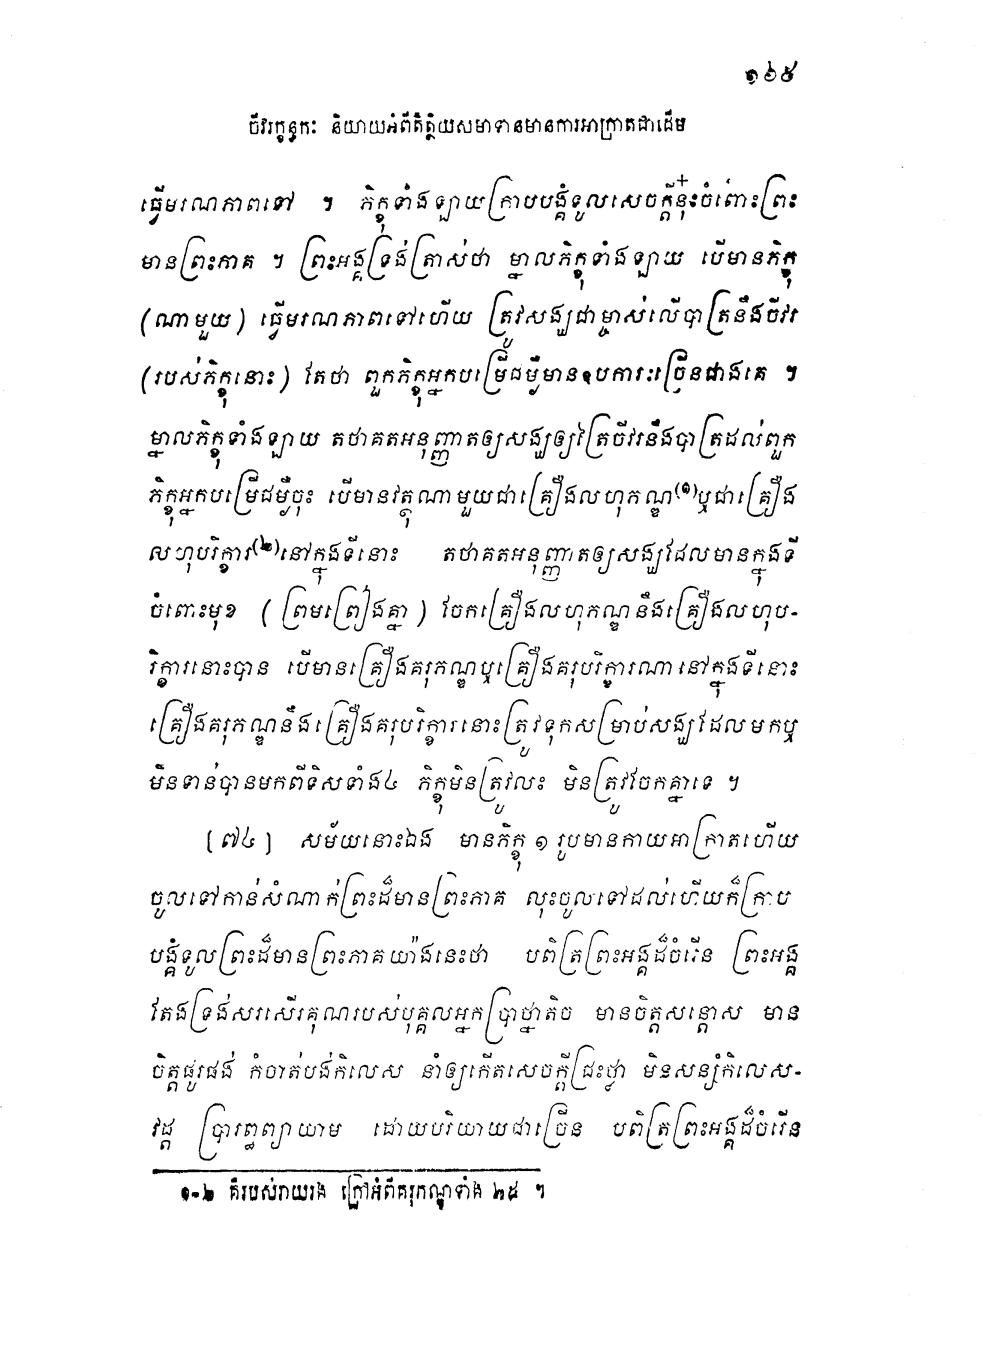 ១៦៥
ចីវរក្ខន្ធកៈ និយាយអំពីតិត្ថិយសមាទានមានការអាក្រាតជាដើម
ធ្វើមរណភាពទៅ ។ ភិក្ខុទាំងឡាយក្រាបបង្គំទូលសេចក្តីនុ៎ះចំពោះព្រះ
មានព្រះភាគ ។ ព្រះអង្គទ្រង់ត្រាស់ថា ម្នាលភិក្ខុទាំងឡាយ បើមានភិក្ខុ
(ណាមួយ) ធ្វើមរណភាពទៅហើយ ត្រូវសង្ឃជាម្ចាស់លើបាត្រនឹងចីវរ
(របស់ភិក្ខុនោះ) តែថា ពួកភិក្ខុអ្នកបម្រើជម្ងឺមានឧបការៈច្រើនជាងគេ ។
ម្នាលភិក្ខុទាំងឡាយ តថាគតអនុញ្ញាតឲ្យសង្ឃឲ្យត្រៃចីវរនឹងបាត្រដល់ពួក
ភិក្ខុអ្នកបម្រើជម្ងឺចុះ បើមានវត្ថុណាមួយជាគ្រឿងលហុភណ្ឌ(១)ឬជាគ្រឿង
លហុបរិក្ខារ(២)នៅក្នុងទីនោះ តថាគតអនុញ្ញាតឲ្យសង្ឃដែលមានក្នុងទី
ចំពោះមុខ (ព្រមព្រៀងគ្នា) ចែកគ្រឿងលហុភណ្ឌនឹងគ្រឿងលហុប-
រិក្ខារនោះបាន បើមានគ្រឿងគរុភណ្ឌឬគ្រឿងគរុបរិក្ខារណានៅក្នុងទីនោះ
គ្រឿងគរុភណ្ឌនឹងគ្រឿងគរុបរិក្ខារនោះត្រូវទុកសម្រាប់សង្ឃដែលមកឬ
មិនទាន់បានមកពីទិសទាំង៤ ភិក្ខុមិនត្រូវលះ មិនត្រូវចែកគ្នាទេ ។
[៧៤] សម័យនោះឯង មានភិក្ខុ ១ រូបមានកាយអាក្រាតហើយ
ចូលទៅកាន់សំណាក់ព្រះដ៏មានព្រះភាគ លុះចូលទៅដល់ហើយក៏ក្រាប
បង្គំទូលព្រះដ៏មានព្រះភាគយ៉ាងនេះថា បពិត្រព្រះអង្គដ៏ចំរើន ព្រះអង្គ
តែងទ្រង់សរសើរគុណរបស់បុគ្គលអ្នកប្រាថ្នាតិច មានចិត្តសន្តោស មាន
ចិត្តផូរផង់ កំចាត់បង់កិលេស នាំឲ្យកើតសេចក្តីជ្រះថ្លា មិនសន្សំកិលេស-
វដ្ត ប្រារព្ធព្យាយាម ដោយបរិយាយជាច្រើន បពិត្រព្រះអង្គដ៏ចំរើន
១-២ គឺរបស់រាយរង ក្រៅអំពីគរុភណ្ឌទាំង ២៥ ។